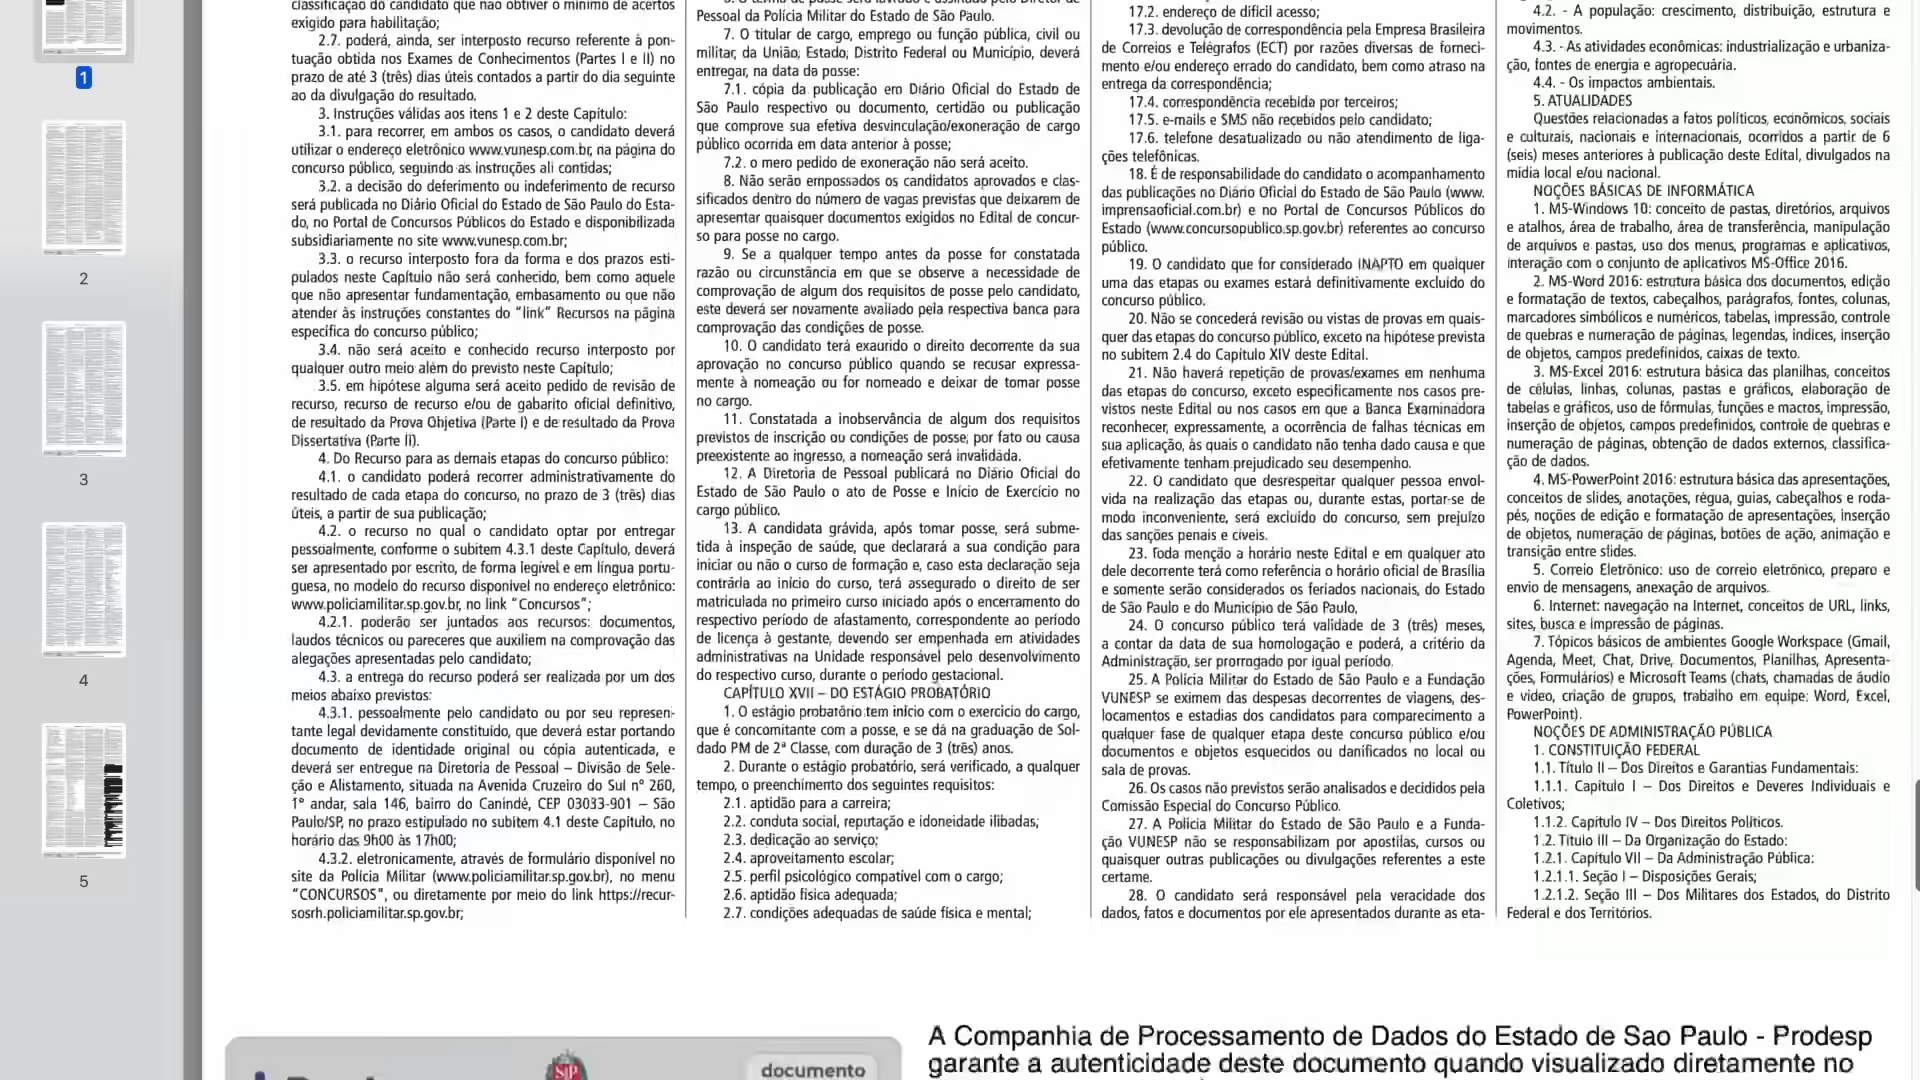 1
2
3
4
5
classificação do candidato que não obtiver o mínimo de acertos
exigido para habilitação;
2.7. poderá, ainda, ser interposto recurso referente à pon-
tuação obtida nos Exames de Conhecimentos (Partes I e II) no
prazo de até 3 (três) dias úteis contados a partir do dia seguinte
ao da divulgação do resultado.
3. Instruções válidas aos itens 1 e 2 deste Capítulo:
3.1. para recorrer, em ambos os casos, o candidato deverá
utilizar o endereço eletrônico www.vunesp.com.br, na página do
concurso público, seguindo as instruções ali contidas;
3.2. a decisão do deferimento ou indeferimento de recurso
será publicada no Diário Oficial do Estado de São Paulo do Esta-
do, no Portal de Concursos Públicos do Estado e disponibilizada
subsidiariamente no site www.vunesp.com.br;
3.3. o recurso interposto fora da forma e dos prazos esti-
pulados neste Capítulo não será conhecido, bem como aquele
que não apresentar fundamentação, embasamento ou que não
atender às instruções constantes do "link" Recursos na página
específica do concurso público;
3.4. não será aceito e conhecido recurso interposto por
qualquer outro meio além do previsto neste Capítulo;
3.5. em hipótese alguma será aceito pedido de revisão de
recurso, recurso de recurso e/ou de gabarito oficial definitivo,
de resultado da Prova Objetiva (Parte I) e de resultado da Prova
Dissertativa (Parte II).
4. Do Recurso para as demais etapas do concurso público:
4.1. o candidato poderá recorrer administrativamente do
resultado de cada etapa do concurso, no prazo de 3 (três) dias
úteis, a partir de sua publicação;
4.2. o recurso no qual o candidato optar por entregar
pessoalmente, conforme o subitem 4.3.1 deste Capítulo, deverá
ser apresentado por escrito, de forma legível e em língua portu-
guesa, no modelo do recurso disponível no endereço eletrônico:
www.policiamilitar.sp.gov.br, no link "Concursos";
4.2.1. poderão ser juntados aos recursos: documentos,
laudos técnicos ou pareceres que auxiliem na comprovação das
alegações apresentadas pelo candidato;
4.3. a entrega do recurso poderá ser realizada por um dos
meios abaixo previstos:
4.3.1. pessoalmente pelo candidato ou por seu represen-
tante legal devidamente constituído, que deverá estar portando
documento de identidade original ou cópia autenticada, e
deverá ser entregue na Diretoria de Pessoal – Divisão de Sele-
ção e Alistamento, situada na Avenida Cruzeiro do Sul nº 260,
1º andar, sala 146, bairro do Canindé, CEP 03033-901 – São
Paulo/SP, no prazo estipulado no subitem 4.1 deste Capítulo, no
horário das 9h00 às 17h00;
4.3.2. eletronicamente, através de formulário disponível no
site da Polícia Militar (www.policiamilitar.sp.gov.br), no menu
"CONCURSOS", ou diretamente por meio do link https://recur-
sosrh.policiamilitar.sp.gov.br;
Pessoal da Polícia Militar do Estado de São Paulo.
7. O titular de cargo, emprego ou função pública, civil ou
militar, da União, Estado, Distrito Federal ou Município, deverá
entregar, na data da posse:
7.1. cópia da publicação em Diário Oficial do Estado de
São Paulo respectivo ou documento, certidão ou publicação
que comprove sua efetiva desvinculação/exoneração de cargo
público ocorrida em data anterior à posse;
7.2. o mero pedido de exoneração não será aceito.
8. Não serão empossados os candidatos aprovados e clas-
sificados dentro do número de vagas previstas que deixarem de
apresentar quaisquer documentos exigidos no Edital de concur-
so para posse no cargo.
9. Se a qualquer tempo antes da posse for constatada
razão ou circunstância em que se observe a necessidade de
comprovação de algum dos requisitos de posse pelo candidato,
este deverá ser novamente avaliado pela respectiva banca para
comprovação das condições de posse.
10. O candidato terá exaurido o direito decorrente da sua
aprovação no concurso público quando se recusar expressa-
mente à nomeação ou for nomeado e deixar de tomar posse
no cargo.
11. Constatada a inobservância de algum dos requisitos
previstos de inscrição ou condições de posse, por fato ou causa
preexistente ao ingresso, a nomeação será invalidada.
12. A Diretoria de Pessoal publicará no Diário Oficial do
Estado de São Paulo o ato de Posse e Início de Exercício no
cargo público.
13. A candidata grávida, após tomar posse, será subme-
tida à inspeção de saúde, que declarará a sua condição para
iniciar ou não o curso de formação e, caso esta declaração seja
contrária ao início do curso, terá assegurado o direito de ser
matriculada no primeiro curso iniciado após o encerramento do
respectivo período de afastamento, correspondente ao período
de licença à gestante, devendo ser empenhada em atividades
administrativas na Unidade responsável pelo desenvolvimento
do respectivo curso, durante o período gestacional.
CAPÍTULO XVII – DO ESTÁGIO PROBATÓRIO
1. O estágio probatório tem início com o exercício do cargo,
que é concomitante com a posse, e se dá na graduação de Sol-
dado PM de 2ª Classe, com duração de 3 (três) anos.
2. Durante o estágio probatório, será verificado, a qualquer
tempo, o preenchimento dos seguintes requisitos:
2.1. aptidão para a carreira;
2.2. conduta social, reputação e idoneidade ilibadas;
2.3. dedicação ao serviço;
2.4. aproveitamento escolar;
2.5. perfil psicológico compatível com o cargo;
2.6. aptidão física adequada;
2.7. condições adequadas de saúde física e mental;
17.2. endereço de difícil acesso;
17.3. devolução de correspondência pela Empresa Brasileira
de Correios e Telégrafos (ECT) por razões diversas de forneci-
mento e/ou endereço errado do candidato, bem como atraso na
entrega da correspondência;
17.4. correspondência recebida por terceiros;
17.5. e-mails e SMS não recebidos pelo candidato;
17.6. telefone desatualizado ou não atendimento de liga-
ções telefônicas.
18. É de responsabilidade do candidato o acompanhamento
das publicações no Diário Oficial do Estado de São Paulo (www.
imprensaoficial.com.br) e no Portal de Concursos Públicos do
Estado (www.concursopublico.sp.gov.br) referentes ao concurso
público.
19. O candidato que for considerado INAPTO em qualquer
uma das etapas ou exames estará definitivamente excluído do
concurso público.
20. Não se concederá revisão ou vistas de provas em quais-
quer das etapas do concurso público, exceto na hipótese prevista
no subitem 2.4 do Capítulo XIV deste Edital.
21. Não haverá repetição de provas/exames em nenhuma
das etapas do concurso, exceto especificamente nos casos pre-
vistos neste Edital ou nos casos em que a Banca Examinadora
reconhecer, expressamente, a ocorrência de falhas técnicas em
sua aplicação, às quais o candidato não tenha dado causa e que
efetivamente tenham prejudicado seu desempenho.
22. O candidato que desrespeitar qualquer pessoa envol-
vida na realização das etapas ou, durante estas, portar-se de
modo inconveniente, será excluído do concurso, sem prejuízo
das sanções penais e cíveis.
23. Toda menção a horário neste Edital e em qualquer ato
dele decorrente terá como referência o horário oficial de Brasília
e somente serão considerados os feriados nacionais, do Estado
de São Paulo e do Município de São Paulo,
24. O concurso público terá validade de 3 (três) meses,
a contar da data de sua homologação e poderá, a critério da
Administração, ser prorrogado por igual período.
25. A Polícia Militar do Estado de São Paulo e a Fundação
VUNESP se eximem das despesas decorrentes de viagens, des-
locamentos e estadias dos candidatos para comparecimento a
qualquer fase de qualquer etapa deste concurso público e/ou
documentos e objetos esquecidos ou danificados no local ou
sala de provas.
26. Os casos não previstos serão analisados e decididos pela
Comissão Especial do Concurso Público.
27. A Polícia Militar do Estado de São Paulo e a Funda-
ção VUNESP não se responsabilizam por apostilas, cursos ou
quaisquer outras publicações ou divulgações referentes a este
certame.
28. O candidato será responsável pela veracidade dos
dados, fatos e documentos por ele apresentados durante as eta-
4.2. - A população: crescimento, distribuição, estrutura e
movimentos.
4.3. - As atividades econômicas: industrialização e urbaniza-
ção, fontes de energia e agropecuária.
4.4. - Os impactos ambientais.
5. ATUALIDADES
Questões relacionadas a fatos políticos, econômicos, sociais
e culturais, nacionais e internacionais, ocorridos a partir de 6
(seis) meses anteriores à publicação deste Edital, divulgados na
mídia local e/ou nacional.
NOÇÕES BÁSICAS DE INFORMÁTICA
1. MS-Windows 10: conceito de pastas, diretórios, arquivos
e atalhos, área de trabalho, área de transferência, manipulação
de arquivos e pastas, uso dos menus, programas e aplicativos,
interação com o conjunto de aplicativos MS-Office 2016.
2. MS-Word 2016: estrutura básica dos documentos, edição
e formatação de textos, cabeçalhos, parágrafos, fontes, colunas,
marcadores simbólicos e numéricos, tabelas, impressão, controle
de quebras e numeração de páginas, legendas, índices, inserção
de objetos, campos predefinidos, caixas de texto.
3. MS-Excel 2016: estrutura básica das planilhas, conceitos
de células, linhas, colunas, pastas e gráficos, elaboração de
tabelas e gráficos, uso de fórmulas, funções e macros, impressão,
inserção de objetos, campos predefinidos, controle de quebras e
numeração de páginas, obtenção de dados externos, classifica-
ção de dados.
4. MS-PowerPoint 2016: estrutura básica das apresentações,
conceitos de slides, anotações, régua, guias, cabeçalhos e roda-
pés, noções de edição e formatação de apresentações, inserção
de objetos, numeração de páginas, botões de ação, animação e
transição entre slides.
5. Correio Eletrônico: uso de correio eletrônico, preparo e
envio de mensagens, anexação de arquivos.
6. Internet: navegação na Internet, conceitos de URL, links,
sites, busca e impressão de páginas.
7. Tópicos básicos de ambientes Google Workspace (Gmail,
Agenda, Meet, Chat, Drive, Documentos, Planilhas, Apresenta-
ções, Formulários) e Microsoft Teams (chats, chamadas de áudio
e vídeo, criação de grupos, trabalho em equipe: Word, Excel,
PowerPoint).
NOÇÕES DE ADMINISTRAÇÃO PÚBLICA
1. CONSTITUIÇÃO FEDERAL
1.1. Título II – Dos Direitos e Garantias Fundamentais:
1.1.1. Capítulo I – Dos Direitos e Deveres Individuais e
Coletivos;
1.1.2. Capítulo IV – Dos Direitos Políticos.
1.2. Título III – Da Organização do Estado:
1.2.1. Capítulo VII – Da Administração Pública:
1.2.1.1. Seção I – Disposições Gerais;
1.2.1.2. Seção III – Dos Militares dos Estados, do Distrito
Federal e dos Territórios.
SP
documento
A Companhia de Processamento de Dados do Estado de Sao Paulo - Prodesp
garante a autenticidade deste documento quando visualizado diretamente no